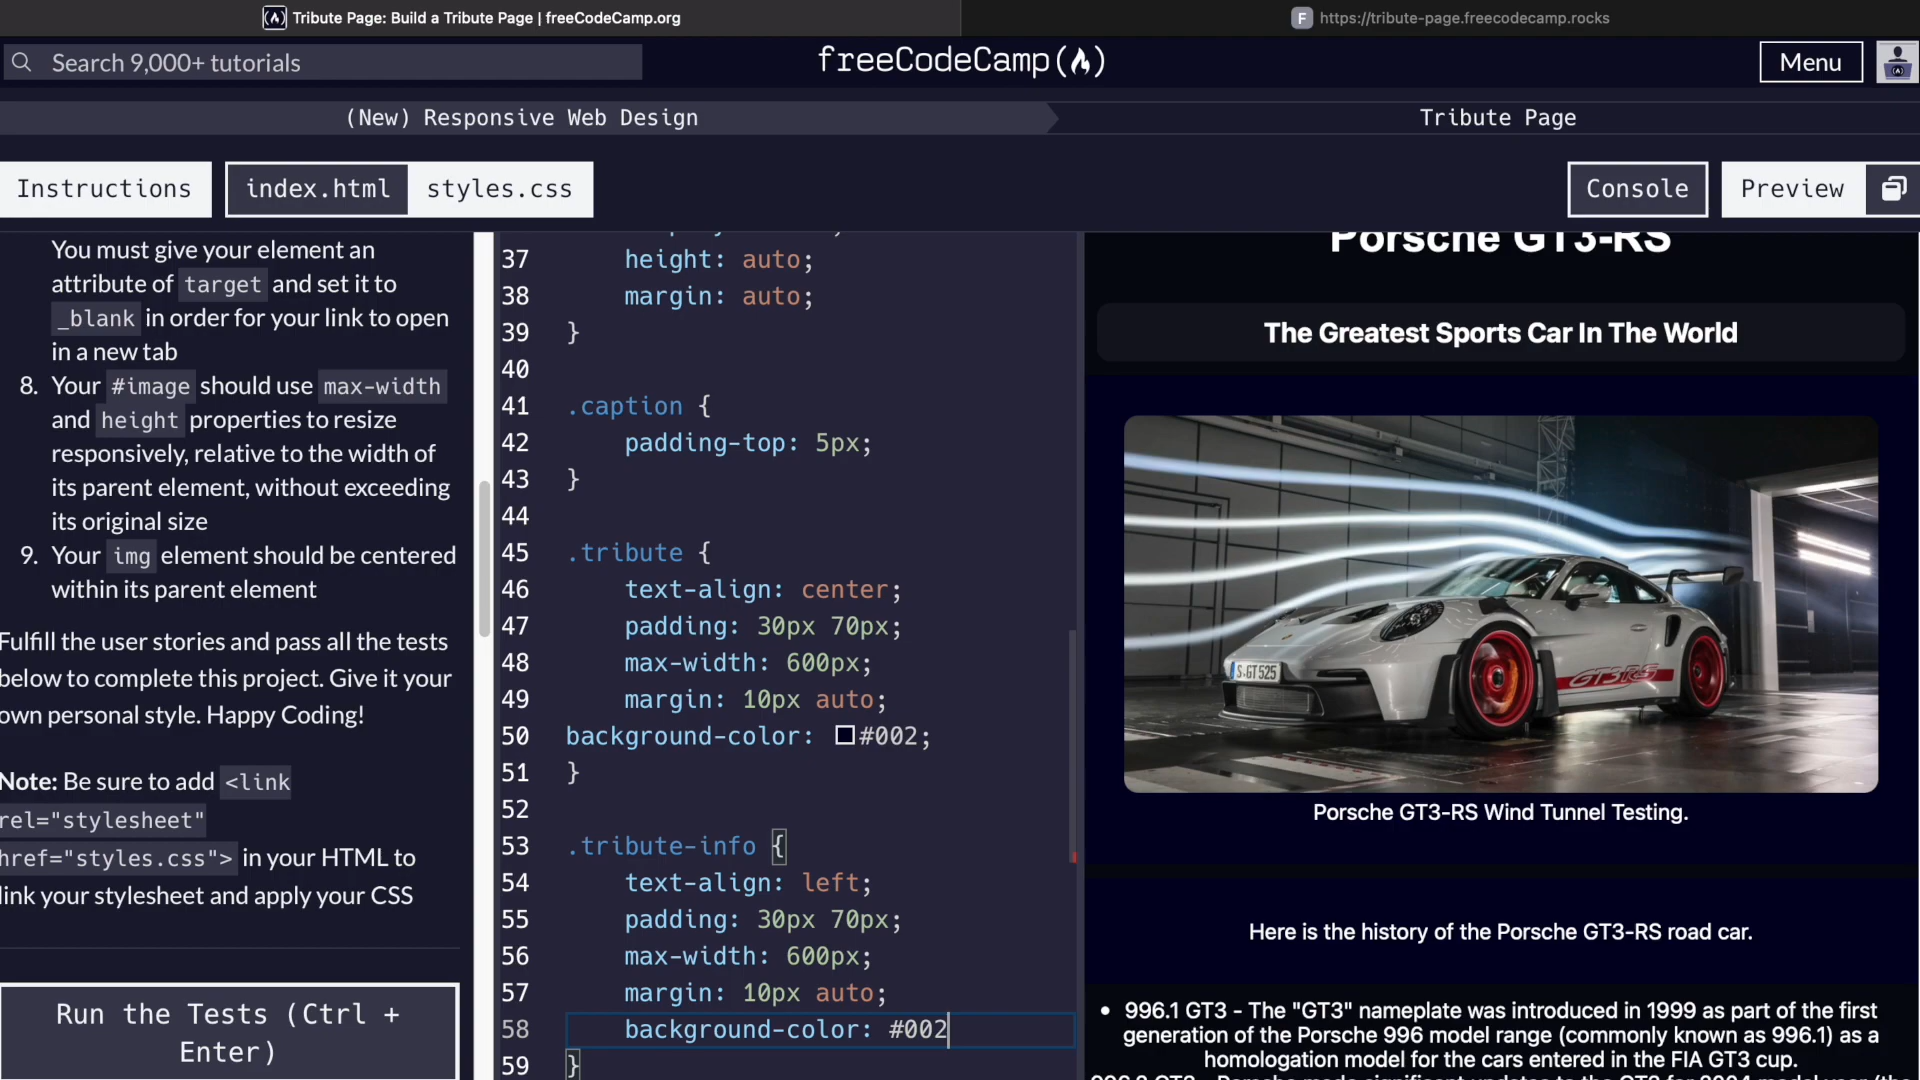 Tribute Page: Build a Tribute Page | freeCodeCamp.org
F https://tribute-page.freecodecamp.rocks
Search 9,000+ tutorials
freeCodeCamp
Menu
(New) Responsive Web Design
Tribute Page
Instructions
index.html
styles.css
Console
Preview
You must give your element an
attribute of target and set it to
_blank in order for your link to open
in a new tab
8. Your #image should use max-width
and height properties to resize
responsively, relative to the width of
its parent element, without exceeding
its original size
9. Your img element should be centered
within its parent element
Fulfill the user stories and pass all the tests
below to complete this project. Give it your
own personal style. Happy Coding!
Note: Be sure to add <link
rel="stylesheet"
href="styles.css"> in your HTML to
link your stylesheet and apply your CSS
Run the Tests (Ctrl +
Enter)
37 height: auto;
38 margin: auto;
39 }
40
41 .caption {
42 padding-top: 5px;
43 }
44
45 .tribute {
46 text-align: center;
47 padding: 30px 70px;
48 max-width: 600px;
49 margin: 10px auto;
50 background-color: #002;
51 }
52
53 .tribute-info {
54 text-align: left;
55 padding: 30px 70px;
56 max-width: 600px;
57 margin: 10px auto;
58 background-color: #002
59 }
Porsche GT3-RS
The Greatest Sports Car In The World
S GT 525
GT3RS
Porsche GT3-RS Wind Tunnel Testing.
Here is the history of the Porsche GT3-RS road car.
• 996.1 GT3 - The "GT3" nameplate was introduced in 1999 as part of the first
generation of the Porsche 996 model range (commonly known as 996.1) as a
homologation model for the cars entered in the FIA GT3 cup.